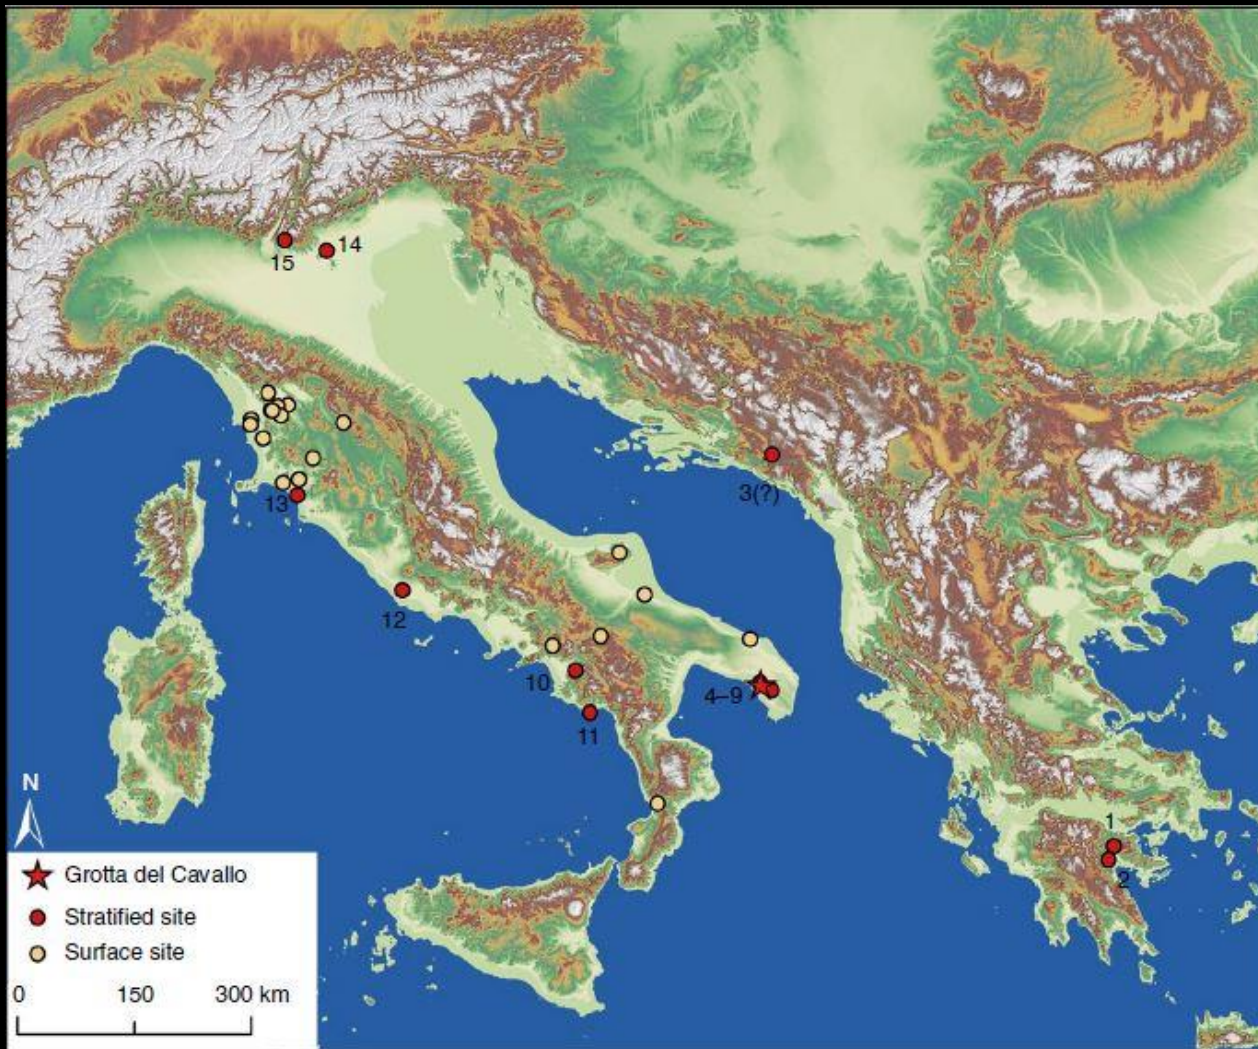 14
15
3(?)
13
12
10
4–9
11
N
1
2
Grotta del Cavallo
Stratified site
Surface site
0 150 300 km